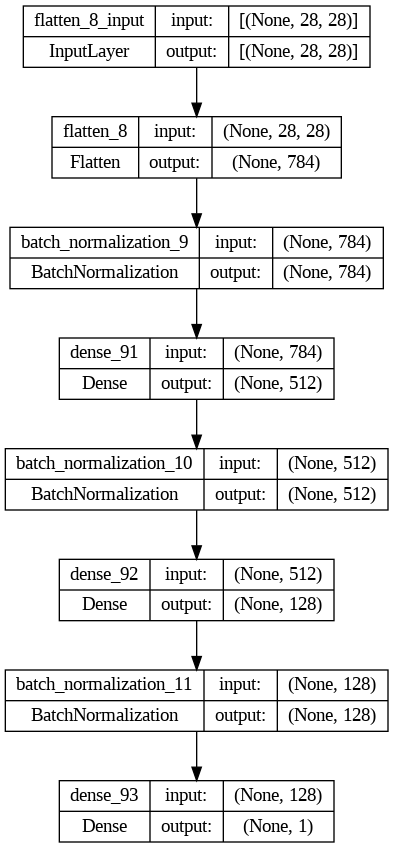 flatten_8_input input: [(None, 28, 28)]
InputLayer output: [(None, 28, 28)]
flatten_8 input: (None, 28, 28)
Flatten output: (None, 784)
batch_normalization_9 input: (None, 784)
BatchNormalization output: (None, 784)
dense_91 input: (None, 784)
Dense output: (None, 512)
batch_normalization_10 input: (None, 512)
BatchNormalization output: (None, 512)
dense_92 input: (None, 512)
Dense output: (None, 128)
batch_normalization_11 input: (None, 128)
BatchNormalization output: (None, 128)
dense_93 input: (None, 128)
Dense output: (None, 1)